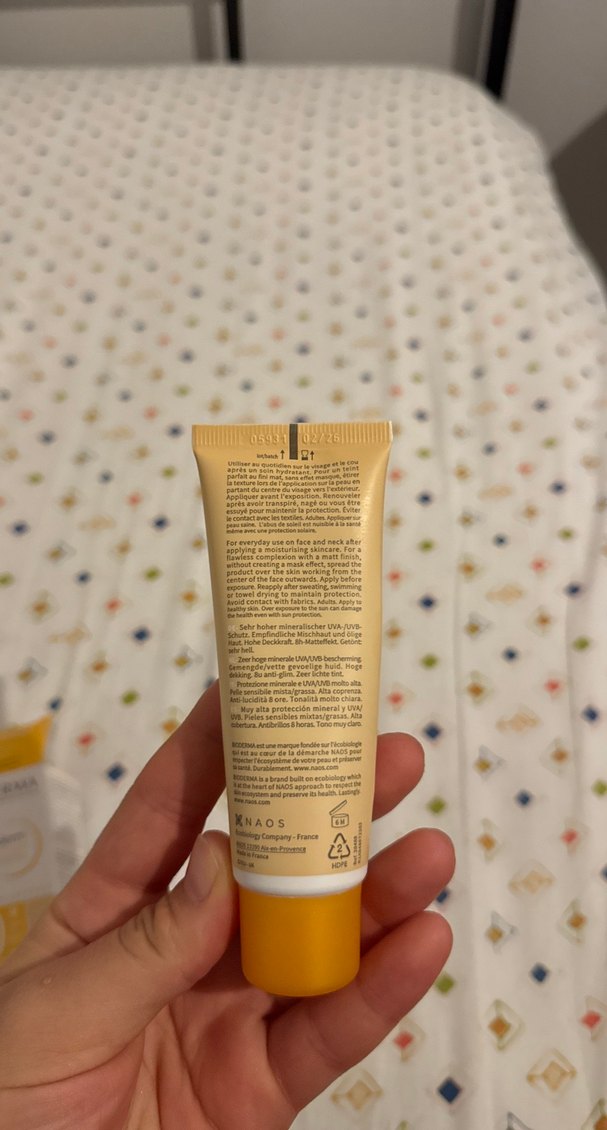 02/26
lot/batch
Utiliser au quotidien sur le visage et le cou
après un soin hydratant. Pour un teint
parfait au fini mat, sans effet masque, étirer
la texture lors de l'application sur la peau en
partant du centre du visage vers l'extérieur.
Appliquer avant l'exposition. Renouveler
après avoir transpiré, nagé ou vous être
essuyé pour maintenir la protection. Éviter
le contact avec les textiles. Adultes. Appliquer sur
peau saine. L'abus de soleil est nuisible à la santé
même avec une protection solaire.
For everyday use on face and neck after
applying a moisturising skincare. For a
flawless complexion with a matt finish,
without creating a mask effect, spread the
product over the skin working from the
center of the face outwards. Apply before
exposure. Reapply after sweating, swimming
or towel drying to maintain protection.
Avoid contact with fabrics. Adults. Apply to
healthy skin. Over exposure to the sun can damage
the health even with sun protection.
Sehr hoher mineralischer UVA-/UVB-
Schutz. Empfindliche Mischhaut und ölige
Haut. Hohe Deckkraft. 8h-Matteffekt. Getönt:
sehr hell.
Zeer hoge minerale UVA/UVB-bescherming.
Gemengde/vette gevoelige huid. Hoge
dekking. 8u anti-glim. Zeer lichte tint.
Protezione minerale e UVA/UVB molto alta.
Pelle sensibile mista/grassa. Alta coprenza.
Anti-lucidità 8 ore. Tonalità molto chiara.
Muy alta protección mineral y UVA/
UVB. Pieles sensibles mixtas/grasas. Alta
cobertura. Antibrillos 8 horas. Tono muy claro.
BIODERMA est une marque fondée sur l'écobiologie
qui est au cœur de la démarche NAOS pour
respecter l'écosystème de votre peau et préserver
sa santé. Durablement. www.naos.com
BIODERMA is a brand built on ecobiology which
is at the heart of NAOS approach to respect the
skin ecosystem and preserve its health. Lastingly.
www.naos.com
NAOS
Ecobiology Company - France
NAOS 13290 Aix-en-Provence
Made in France
6M
2
HDPE